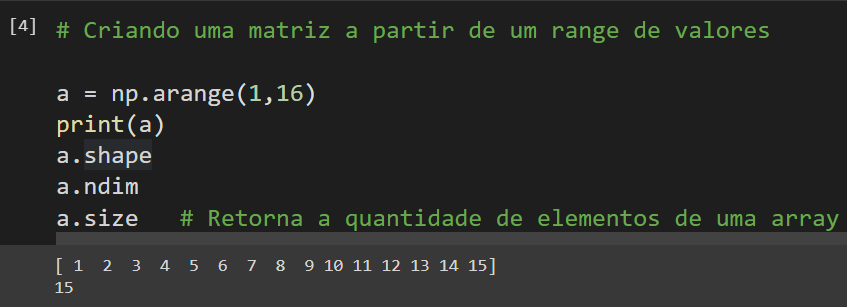 [4] # Criando uma matriz a partir de um range de valores
a = np.arange(1,16)
print(a)
a.shape
a.ndim
a.size   # Retorna a quantidade de elementos de uma array
[ 1  2  3  4  5  6  7  8  9 10 11 12 13 14 15]
15